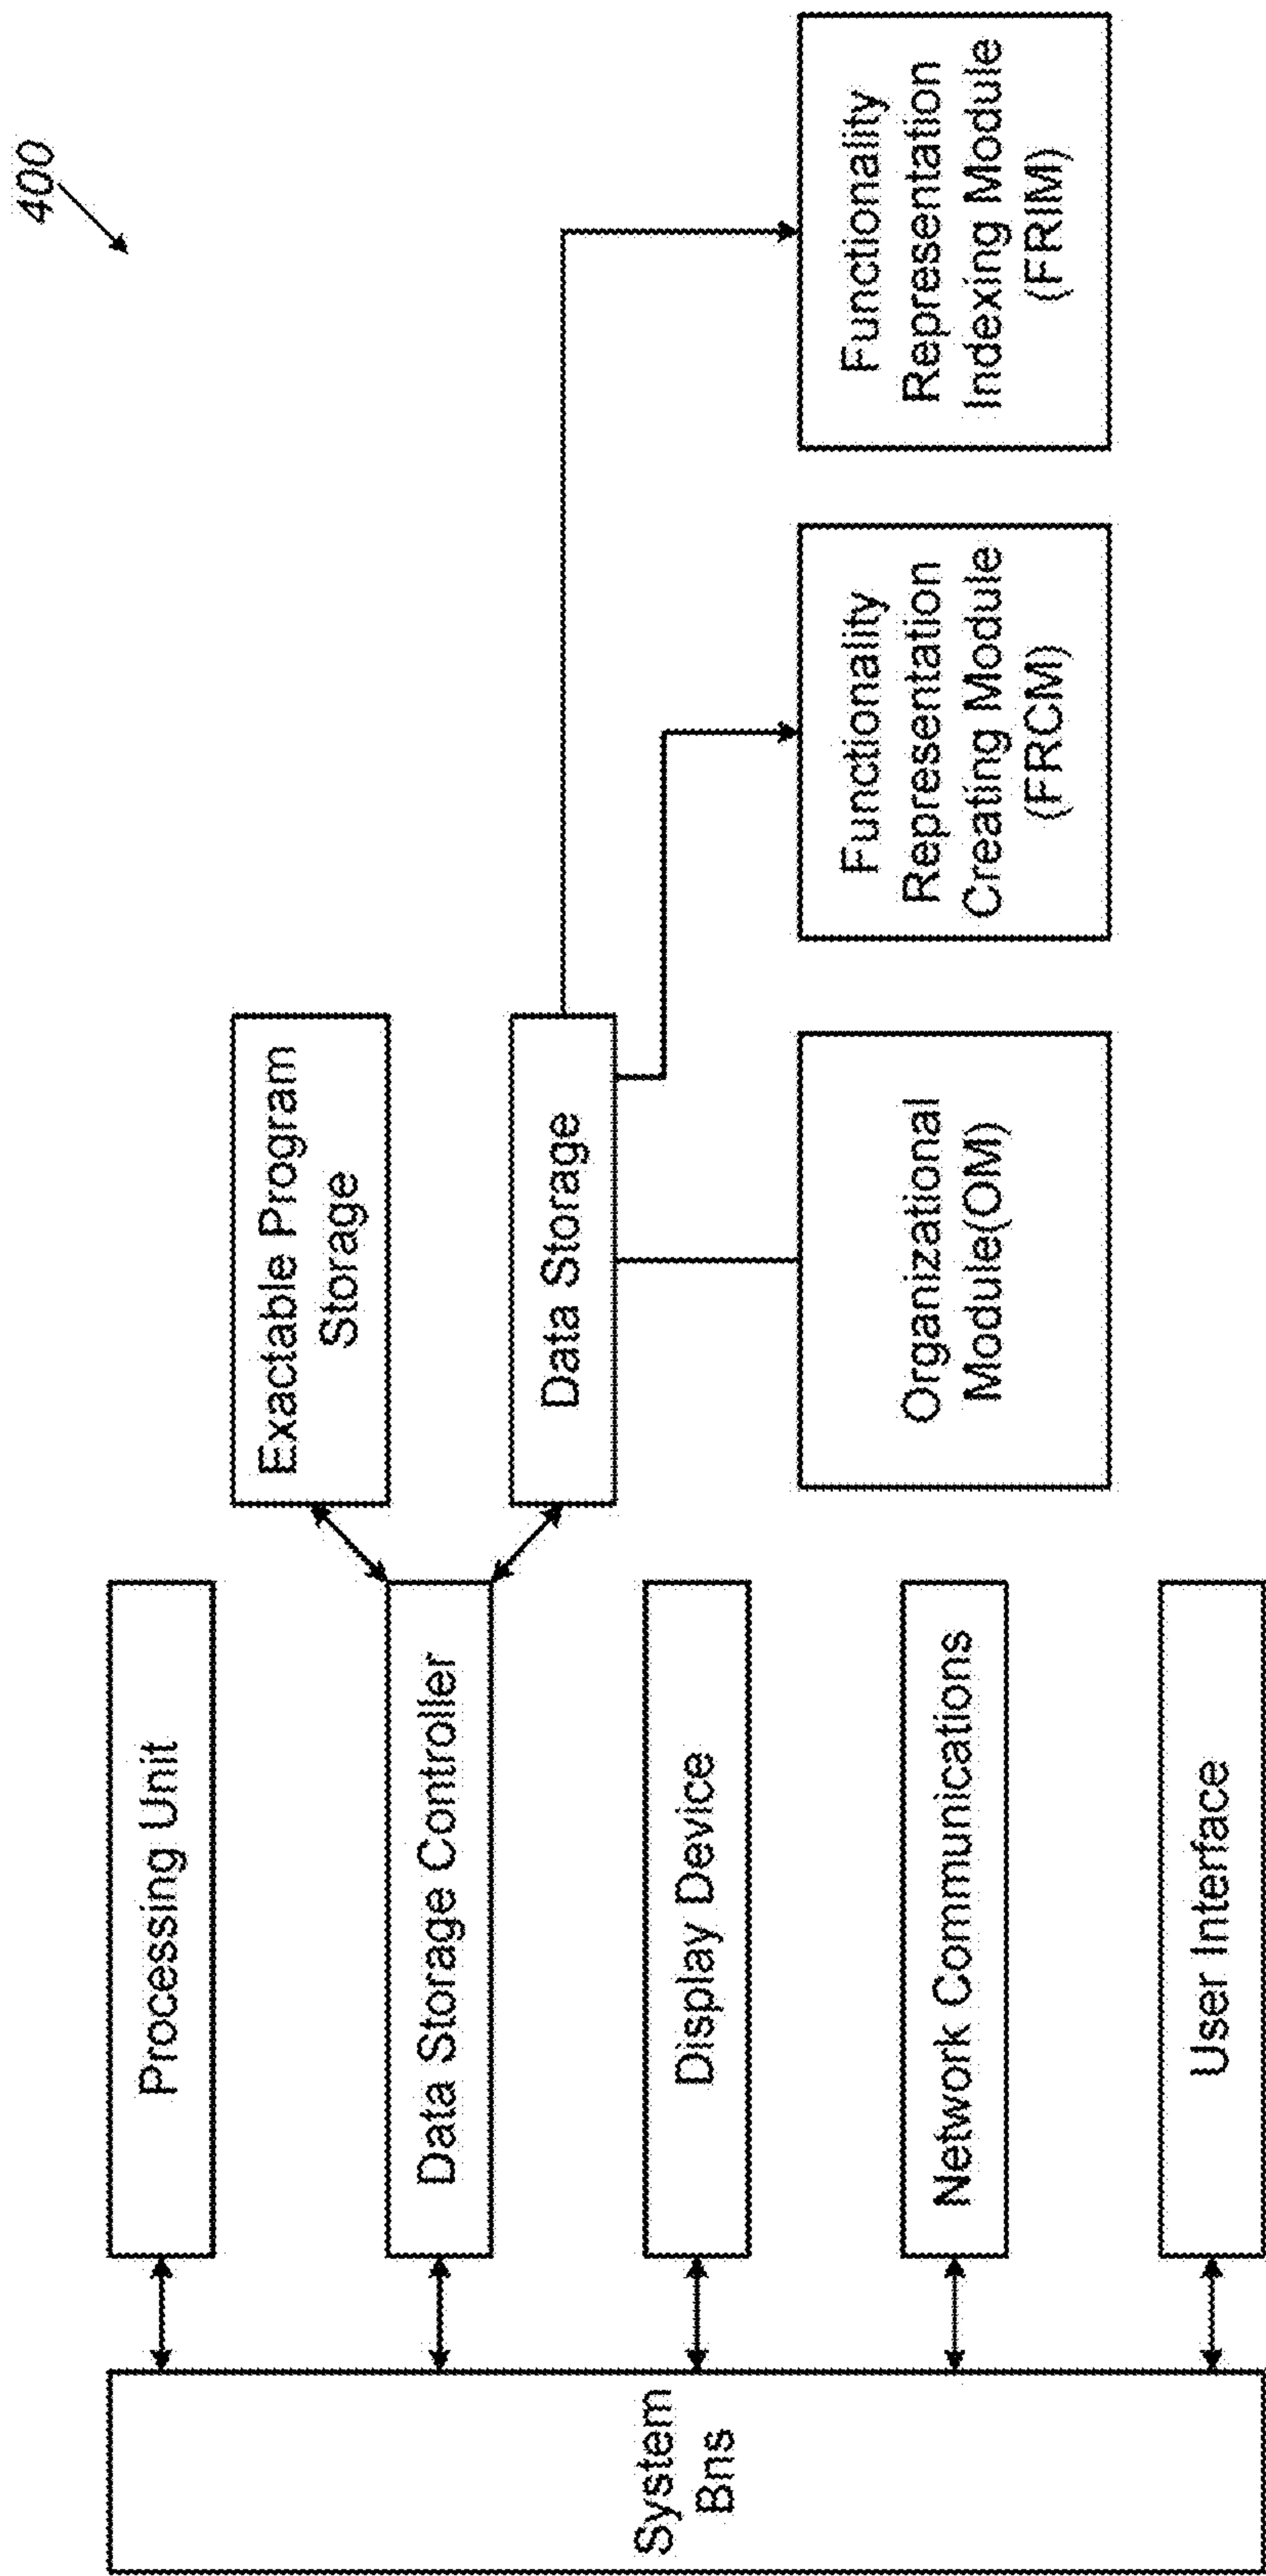 400
System
Bns
Processing Unit
Data Storage Controller
Display Device
Network Communications
User Interface
Exactable Program
Storage
Data Storage
Organizational
Module(OM)
Functionality
Representation
Creating Module
(FRCM)
Functionality
Representation
Indexing Module
(FRIM)